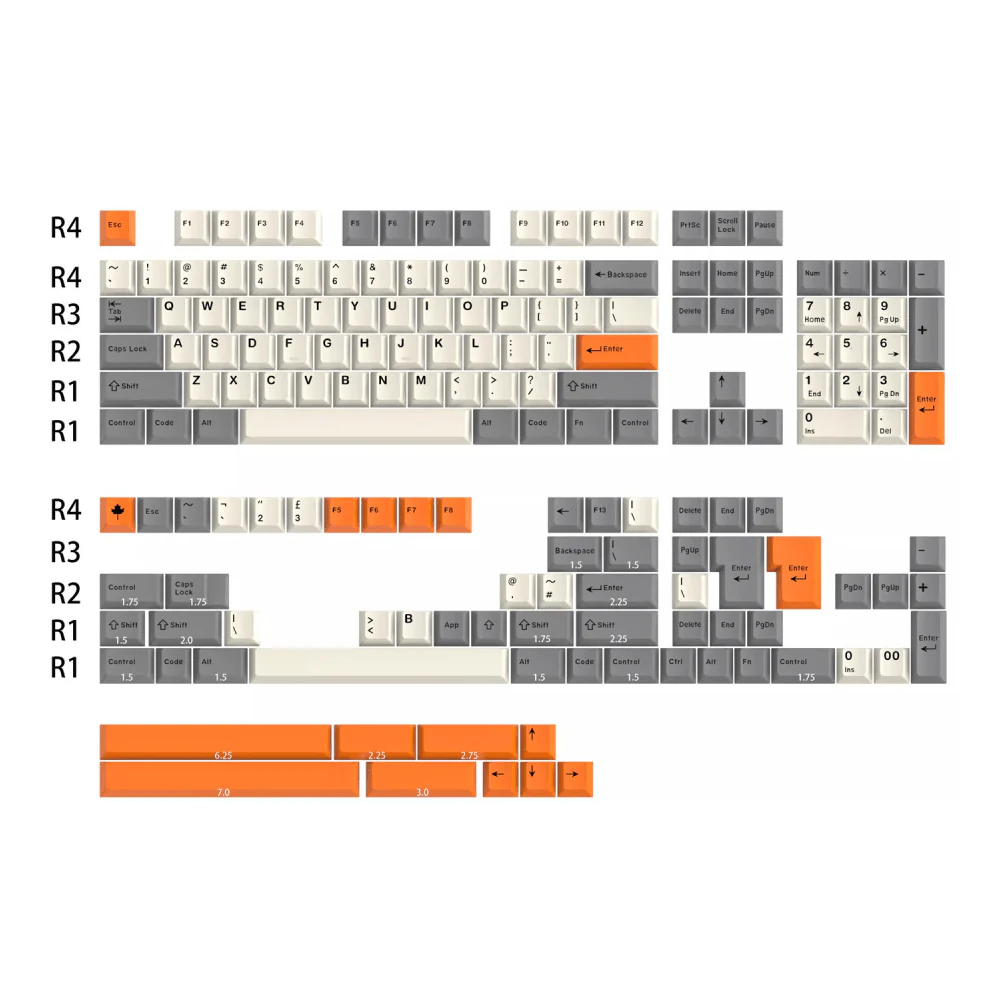 R4 Esc F1 F2 F3 F4 F5 F6 F7 F8 F9 F10 F11 F12 PrtSc Scroll Lock Pause
R4 ~ ` ! 1 @ 2 # 3 $ 4 % 5 ^ 6 & 7 * 8 ( 9 ) 0 — - + = ← Backspace Insert Home PgUp Num ÷ × −
R3 Tab Q W E R T Y U I O P { [ } ] | \ Delete End PgDn 7 Home 8 ↑ 9 Pg Up +
R2 Caps Lock A S D F G H J K L : ; " ' ↵ Enter 4 ← 5 6 →
R1 ⇧ Shift Z X C V B N M < , > . ? / ⇧ Shift ↑ 1 End 2 ↓ 3 Pg Dn Enter ↵
R1 Control Code Alt Alt Code Fn Control ← ↓ → 0 Ins . Del
R4 Esc ~ ` ¬ ` " 2 £ 3 F5 F6 F7 F8 ← F13 | \ Delete End PgDn
R3 Backspace 1.5 | \ 1.5 PgUp Enter ↵ Enter ↵ −
R2 Control 1.75 Caps Lock 1.75 @ ' ~ # ↵ Enter 2.25 | \ PgDn PgUp +
R1 ⇧ Shift 1.5 ⇧ Shift 2.0 | \ > < B App ⇧ ⇧ Shift 1.75 ⇧ Shift 2.25 Delete End PgDn Enter ↵
R1 Control 1.5 Code Alt 1.5 Alt 1.5 Code Control 1.5 Ctrl Alt Fn Control 1.75 0 Ins 00
6.25 2.25 2.75 ↑
7.0 3.0 ← ↓ →